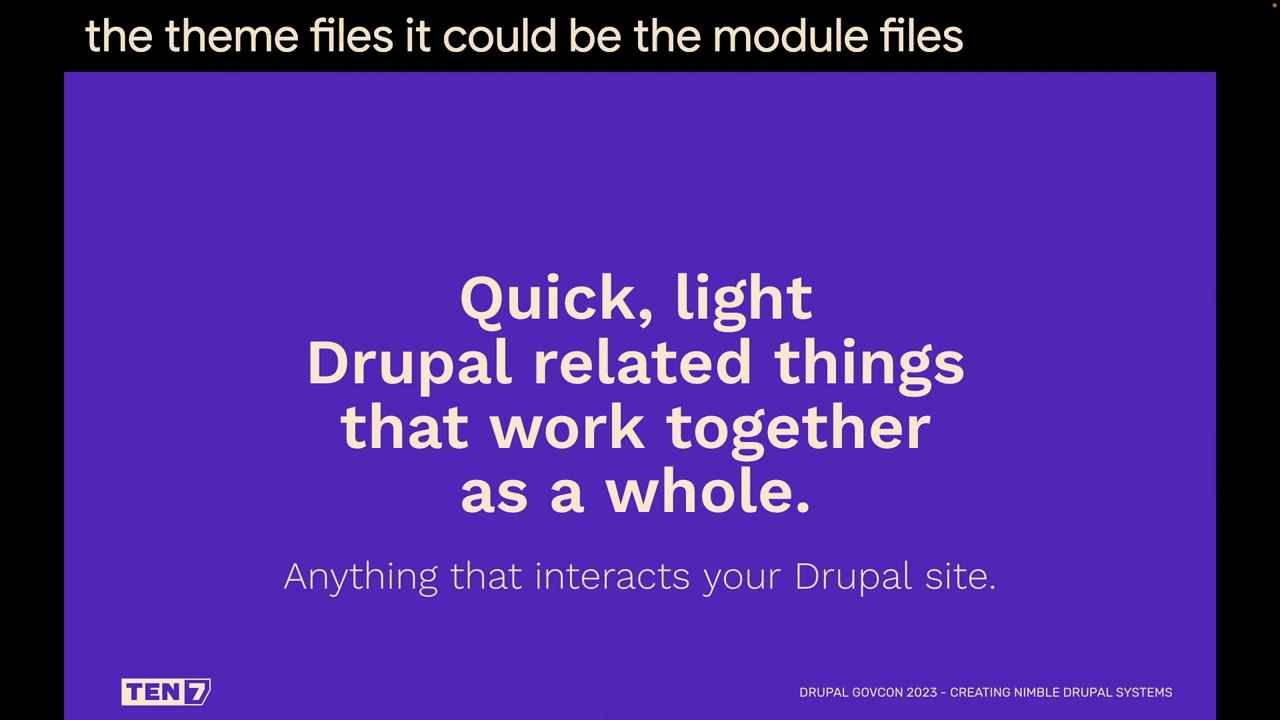 the theme files it could be the module files
Quick, light
Drupal related things
that work together
as a whole.
Anything that interacts your Drupal site.
TEN7
DRUPAL GOVCON 2023 - CREATING NIMBLE DRUPAL SYSTEMS